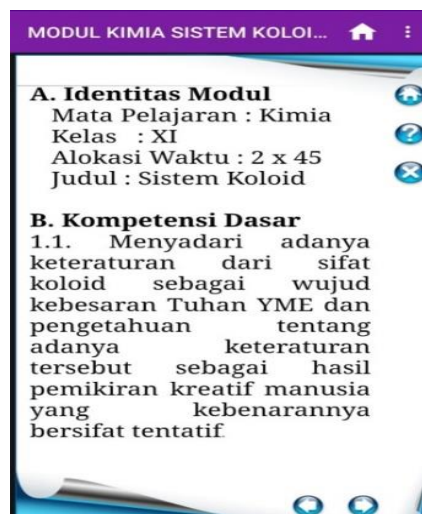 MODUL KIMIA SISTEM KOLOI...
A. Identitas Modul
Mata Pelajaran : Kimia
Kelas : XI
Alokasi Waktu : 2 x 45
Judul : Sistem Koloid
B. Kompetensi Dasar
1.1. Menyadari adanya
keteraturan dari sifat
koloid sebagai wujud
kebesaran Tuhan YME dan
pengetahuan tentang
adanya keteraturan
tersebut sebagai hasil
pemikiran kreatif manusia
yang kebenarannya
bersifat tentatif.